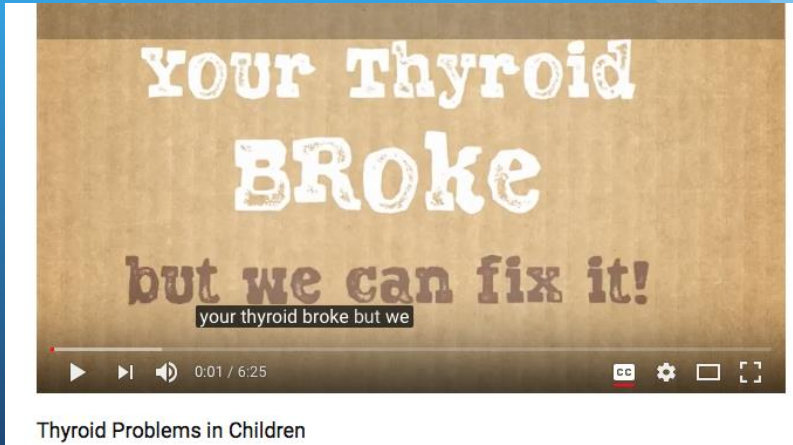 Your Thyroid
BRoke
but we can fix it!
your thyroid broke but we
0:01 / 6:25
CC
Thyroid Problems in Children